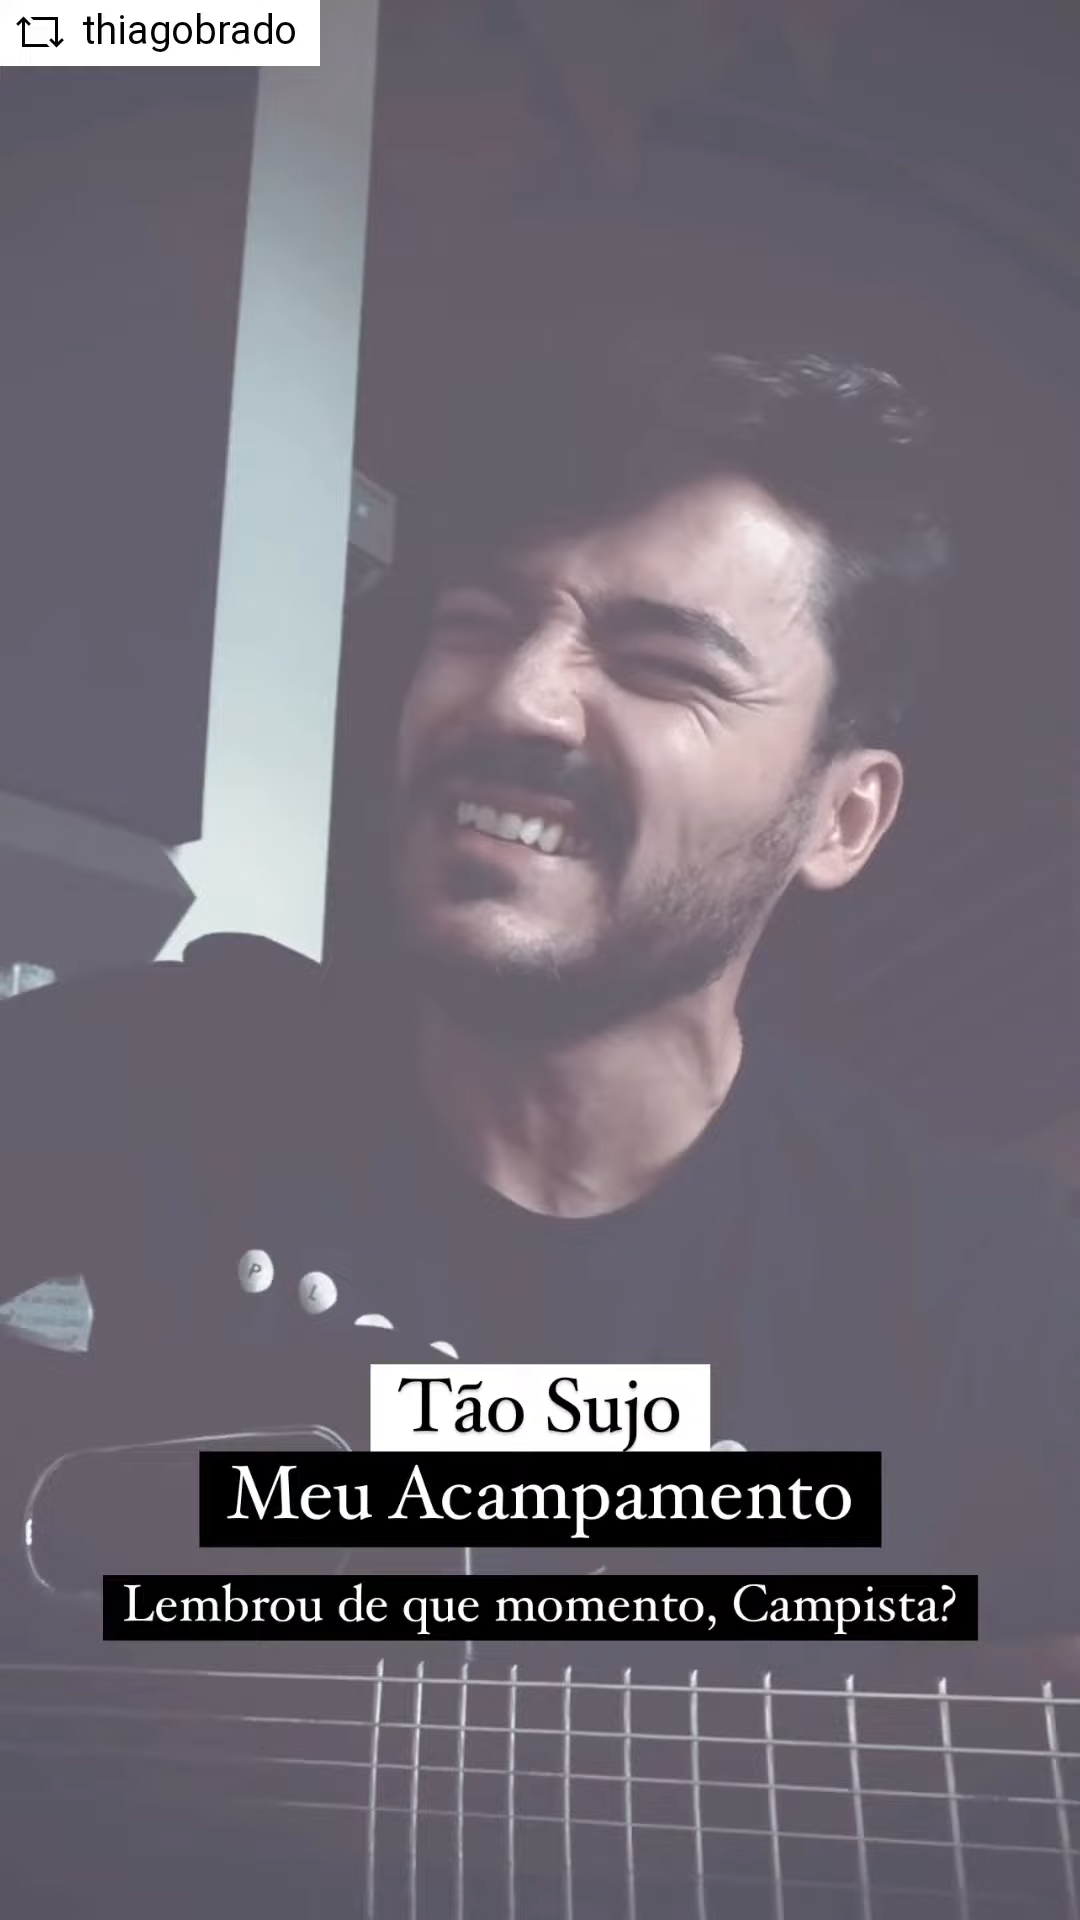 thiagobrado
P
L
Tão Sujo
Meu Acampamento
Lembrou de que momento, Campista?